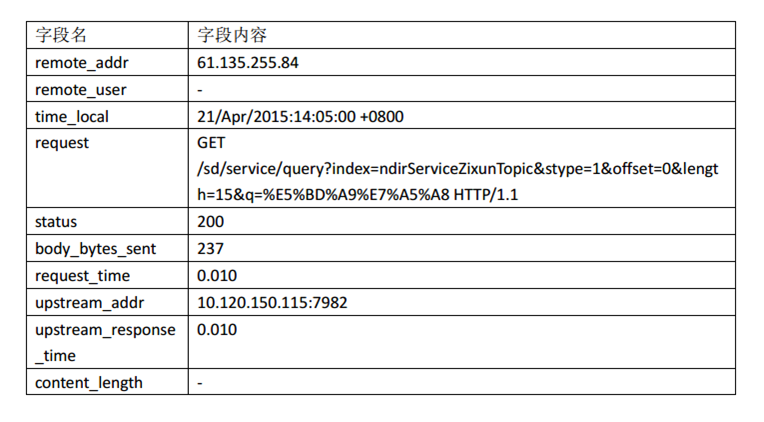 字段名 字段内容
remote_addr 61.135.255.84
remote_user -
time_local 21/Apr/2015:14:05:00 +0800
request GET
/sd/service/query?index=ndirServiceZixunTopic&stype=1&offset=0&lengt
h=15&q=%E5%BD%A9%E7%A5%A8 HTTP/1.1
status 200
body_bytes_sent 237
request_time 0.010
upstream_addr 10.120.150.115:7982
upstream_response 0.010
_time
content_length -